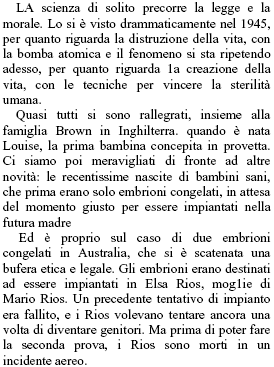 LA scienza di solito precorre la legge e la
morale. Lo si è visto drammaticamente nel 1945,
per quanto riguarda la distruzione della vita, con
la bomba atomica e il fenomeno si sta ripetendo
adesso, per quanto riguarda 1a creazione della
vita, con le tecniche per vincere la sterilità
umana.
Quasi tutti si sono rallegrati, insieme alla
famiglia Brown in Inghilterra. quando è nata
Louise, la prima bambina concepita in provetta.
Ci siamo poi meravigliati di fronte ad altre
novità: le recentissime nascite di bambini sani,
che prima erano solo embrioni congelati, in attesa
del momento giusto per essere impiantati nella
futura madre
Ed è proprio sul caso di due embrioni
congelati in Australia, che si è scatenata una
bufera etica e legale. Gli embrioni erano destinati
ad essere impiantati in Elsa Rios, mog1ie di
Mario Rios. Un precedente tentativo di impianto
era fallito, e i Rios volevano tentare ancora una
volta di diventare genitori. Ma prima di poter fare
la seconda prova, i Rios sono morti in un
incidente aereo.